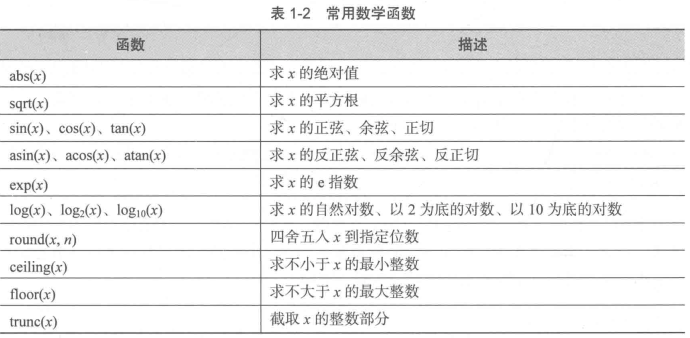 表 1-2 常用数学函数
函数 描述
abs(x) 求 x 的绝对值
sqrt(x) 求 x 的平方根
sin(x)、cos(x)、tan(x) 求 x 的正弦、余弦、正切
asin(x)、acos(x)、atan(x) 求 x 的反正弦、反余弦、反正切
exp(x) 求 x 的 e 指数
log(x)、log₂(x)、log₁₀(x) 求 x 的自然对数、以 2 为底的对数、以 10 为底的对数
round(x, n) 四舍五入 x 到指定位数
ceiling(x) 求不小于 x 的最小整数
floor(x) 求不大于 x 的最大整数
trunc(x) 截取 x 的整数部分